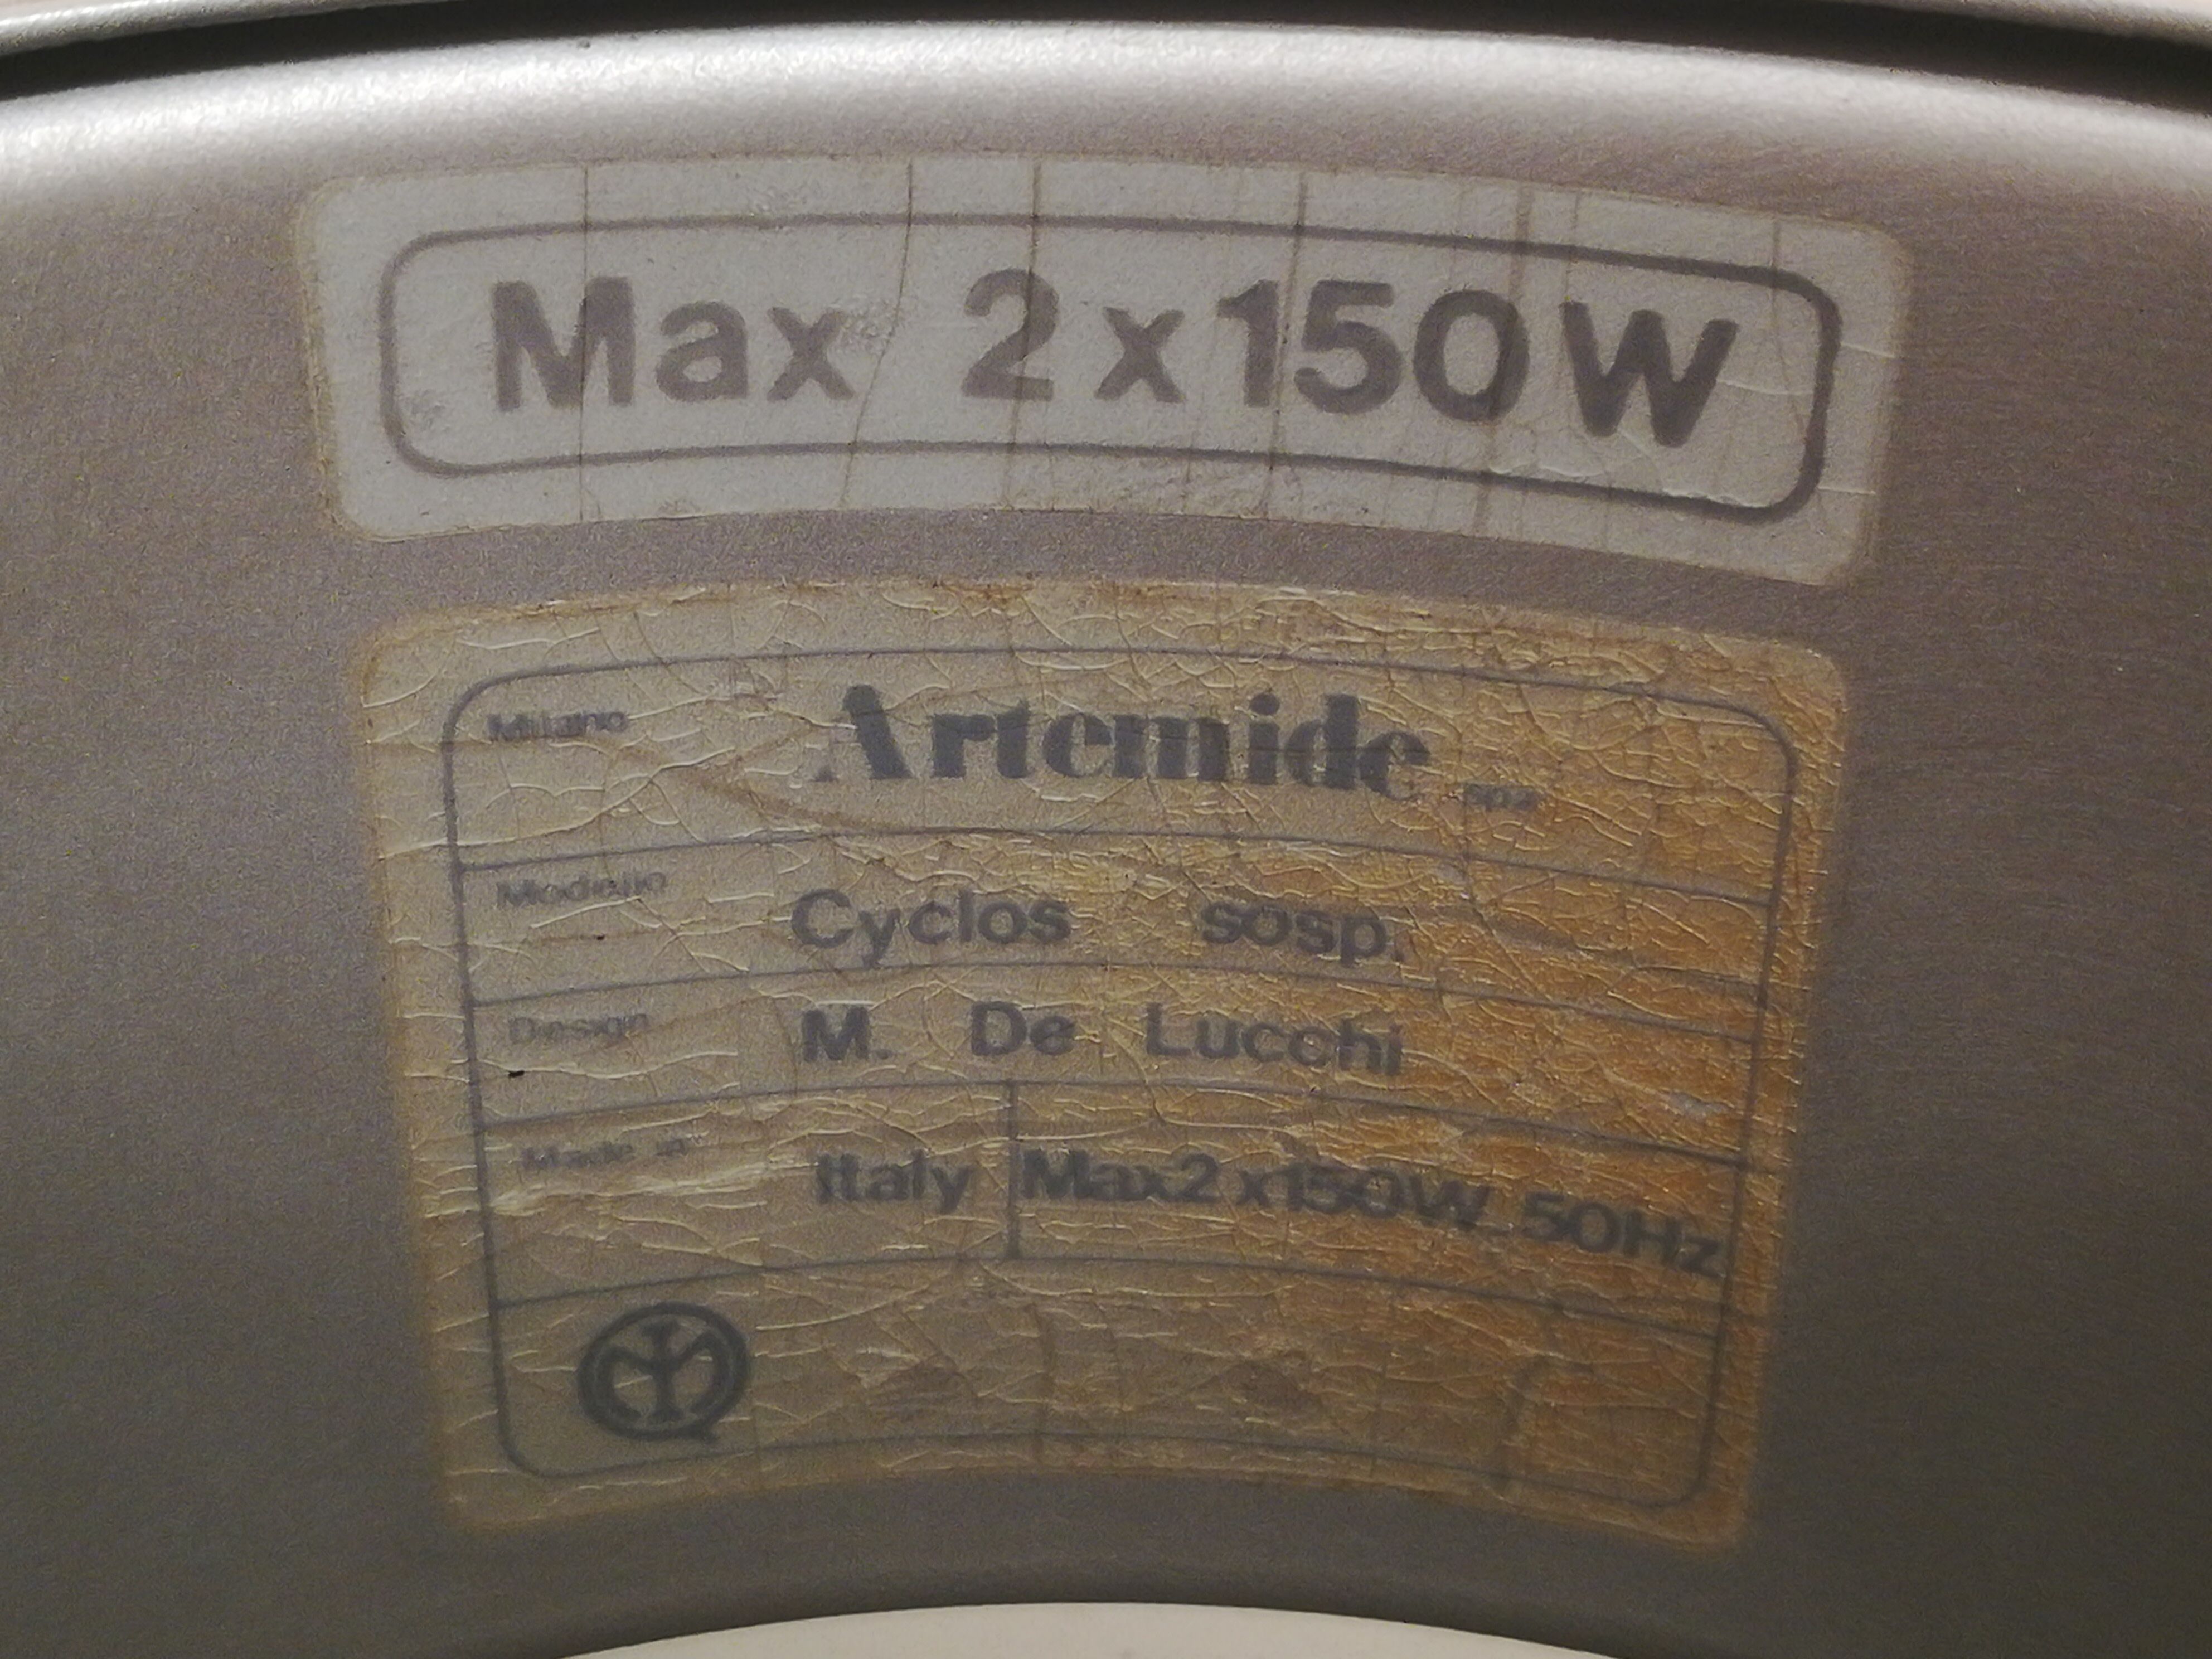 Max 2x150W
Milano Artemide spa
Modello Cyclos sosp.
Design M. De Lucchi
Made in Italy Max2x150W 50Hz